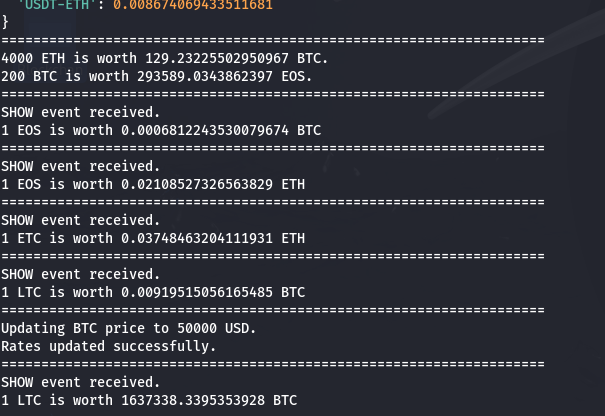 'USDT-ETH': 0.008674069433511681
}
====================================================================
4000 ETH is worth 129.23225502950967 BTC.
200 BTC is worth 293589.0343862397 EOS.
====================================================================
SHOW event received.
1 EOS is worth 0.0006812243530079674 BTC
====================================================================
SHOW event received.
1 EOS is worth 0.02108527326563829 ETH
====================================================================
SHOW event received.
1 ETC is worth 0.03748463204111931 ETH
====================================================================
SHOW event received.
1 LTC is worth 0.00919515056165485 BTC
====================================================================
Updating BTC price to 50000 USD.
Rates updated successfully.
====================================================================
SHOW event received.
1 LTC is worth 1637338.3395353928 BTC